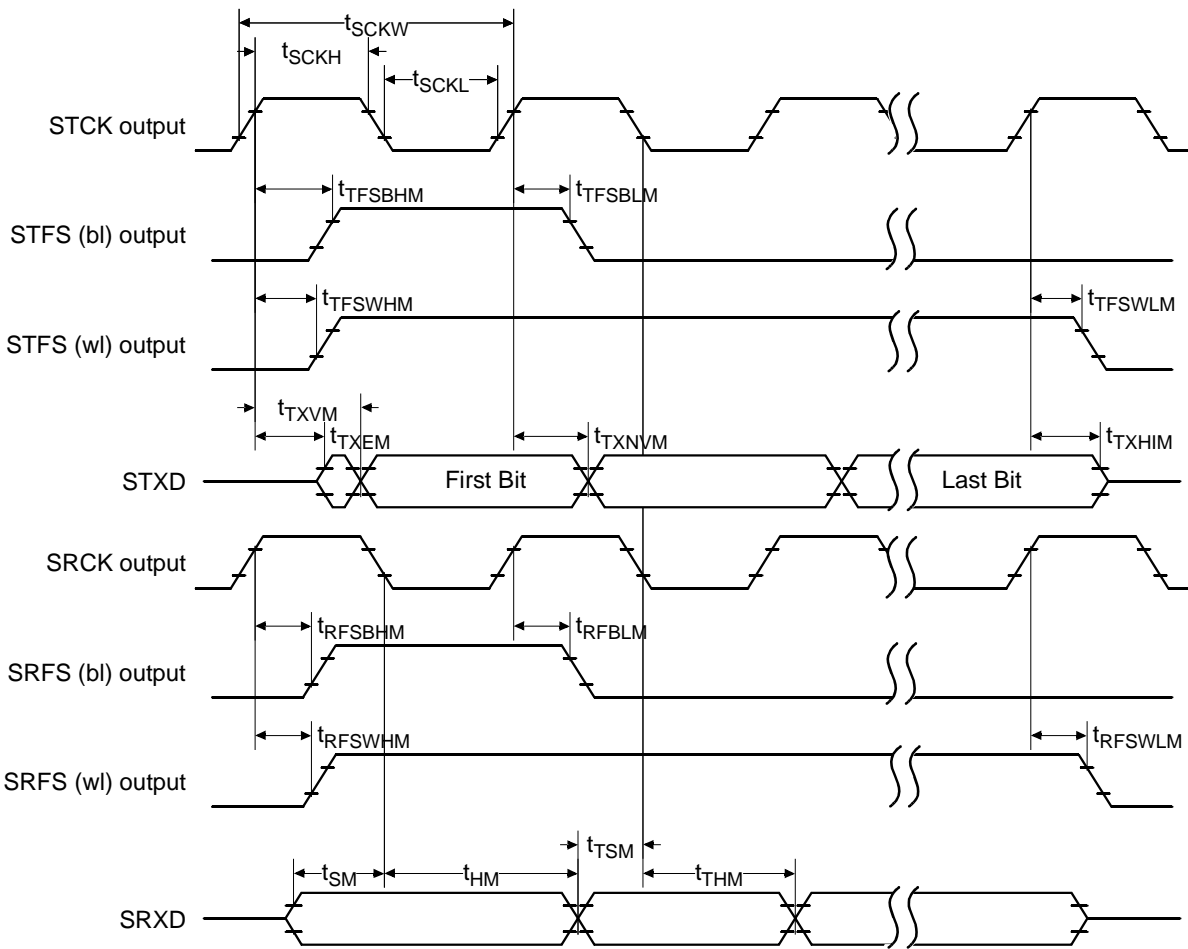 tSCKW
tSCKH
tSCKL
STCK output
tTFSBHM
tTFSBLM
STFS (bl) output
tTFSWHM
tTFSWLM
STFS (wl) output
tTXVM
tTXEM
tTXNVM
tTXHIM
STXD
First Bit
Last Bit
SRCK output
tRFSBHM
tRFBLM
SRFS (bl) output
tRFSWHM
tRFSWLM
SRFS (wl) output
tTSM
tSM
tHM
tTHM
SRXD